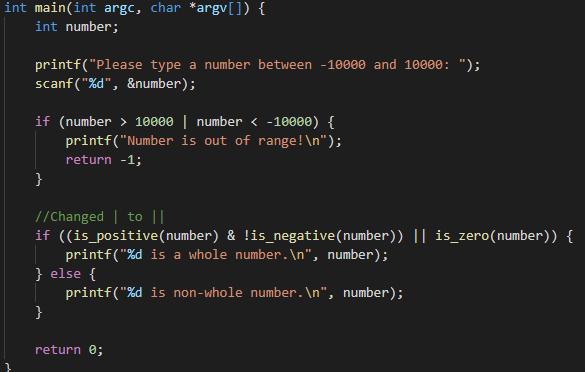 int main(int argc, char *argv[]) {
int number;
printf("Please type a number between -10000 and 10000: ");
scanf("%d", &number);
if (number > 10000 | number < -10000) {
printf("Number is out of range!\n");
return -1;
}
//Changed | to ||
if ((is_positive(number) & !is_negative(number)) || is_zero(number)) {
printf("%d is a whole number.\n", number);
} else {
printf("%d is non-whole number.\n", number);
}
return 0;
}